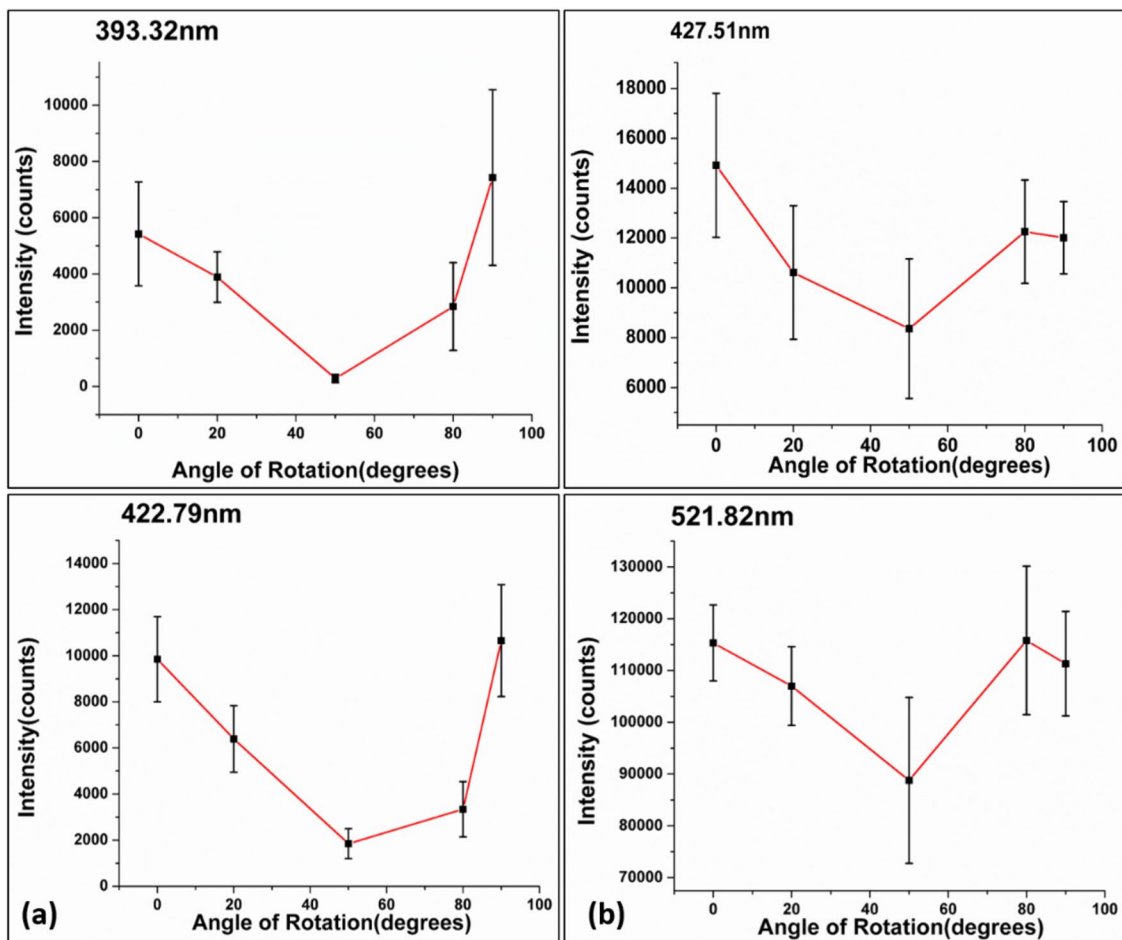 393.32nm
Intensity (counts)
10000
8000
6000
4000
2000
0
0 20 40 60 80 100
Angle of Rotation(degrees)
427.51nm
Intensity (counts)
18000
16000
14000
12000
10000
8000
6000
0 20 40 60 80 100
Angle of Rotation(degrees)
422.79nm
Intensity(counts)
14000
12000
10000
8000
6000
4000
2000
0
0 20 40 60 80 100
Angle of Rotation(degrees)
(a)
521.82nm
Intensity (counts)
130000
120000
110000
100000
90000
80000
70000
0 20 40 60 80 100
Angle of Rotation(degrees)
(b)